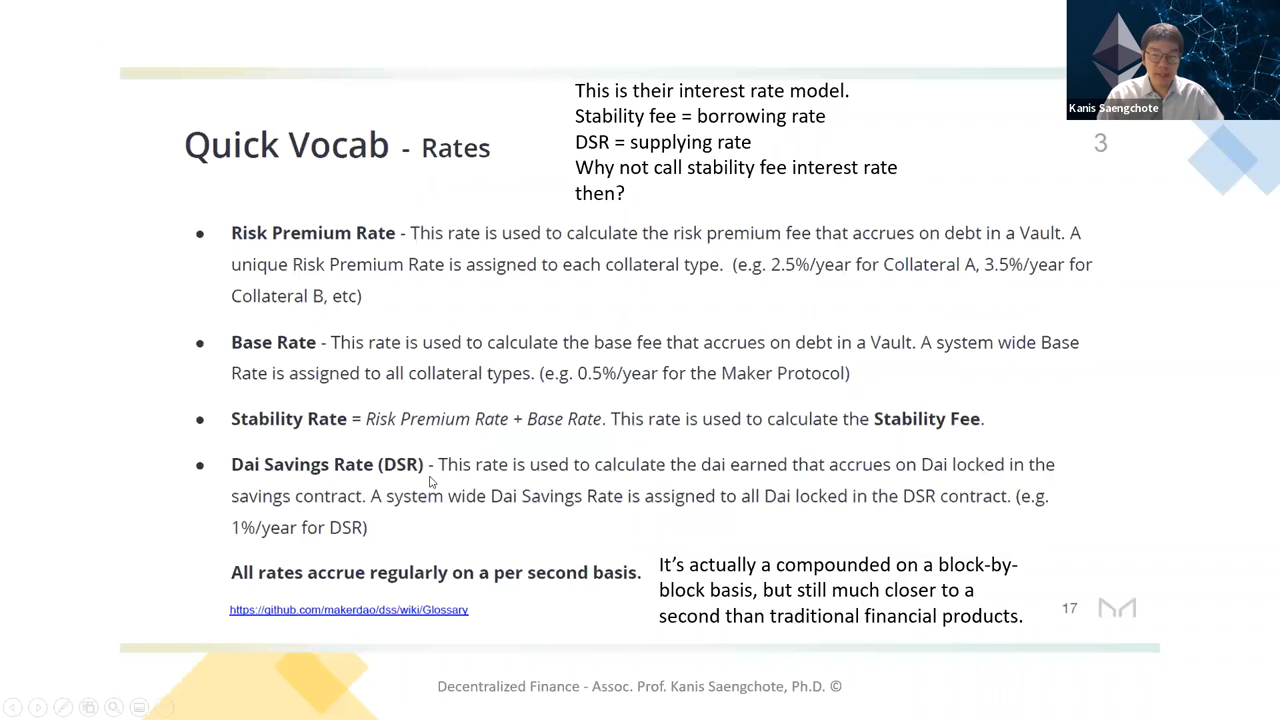 Kanis Saengchote
This is their interest rate model.
Stability fee = borrowing rate
DSR = supplying rate
Why not call stability fee interest rate
then?
Quick Vocab - Rates
3
● Risk Premium Rate - This rate is used to calculate the risk premium fee that accrues on debt in a Vault. A
unique Risk Premium Rate is assigned to each collateral type. (e.g. 2.5%/year for Collateral A, 3.5%/year for
Collateral B, etc)
● Base Rate - This rate is used to calculate the base fee that accrues on debt in a Vault. A system wide Base
Rate is assigned to all collateral types. (e.g. 0.5%/year for the Maker Protocol)
● Stability Rate = Risk Premium Rate + Base Rate. This rate is used to calculate the Stability Fee.
● Dai Savings Rate (DSR) - This rate is used to calculate the dai earned that accrues on Dai locked in the
savings contract. A system wide Dai Savings Rate is assigned to all Dai locked in the DSR contract. (e.g.
1%/year for DSR)
All rates accrue regularly on a per second basis.
It’s actually a compounded on a block-by-
block basis, but still much closer to a
second than traditional financial products.
https://github.com/makerdao/dss/wiki/Glossary
17
Decentralized Finance - Assoc. Prof. Kanis Saengchote, Ph.D. ©